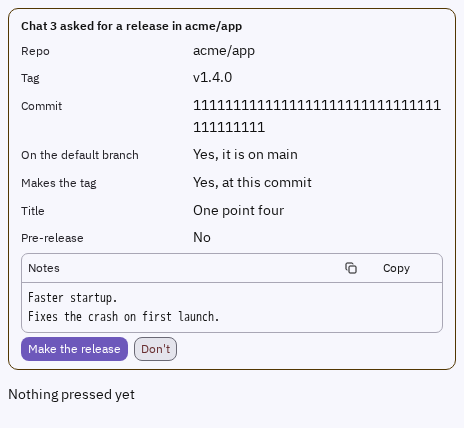 Chat 3 asked for a release in acme/app
Repo acme/app
Tag v1.4.0
Commit 1111111111111111111111111111111
111111111
On the default branch Yes, it is on main
Makes the tag Yes, at this commit
Title One point four
Pre-release No
Notes Copy
Faster startup.
Fixes the crash on first launch.
Make the release Don't
Nothing pressed yet